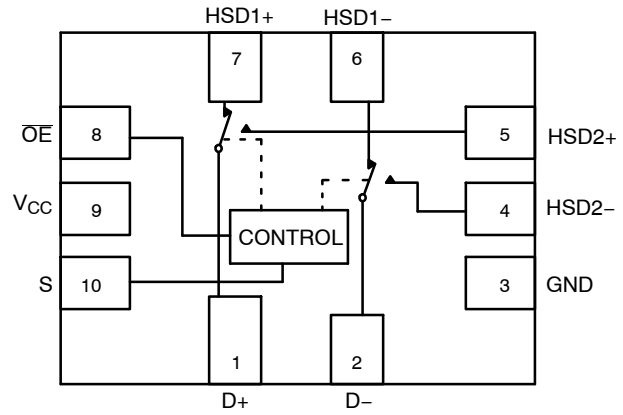 HSD1+ HSD1−
7 6
OE 8 5 HSD2+
VCC 9 4 HSD2−
CONTROL
S 10 3 GND
1 2
D+ D−